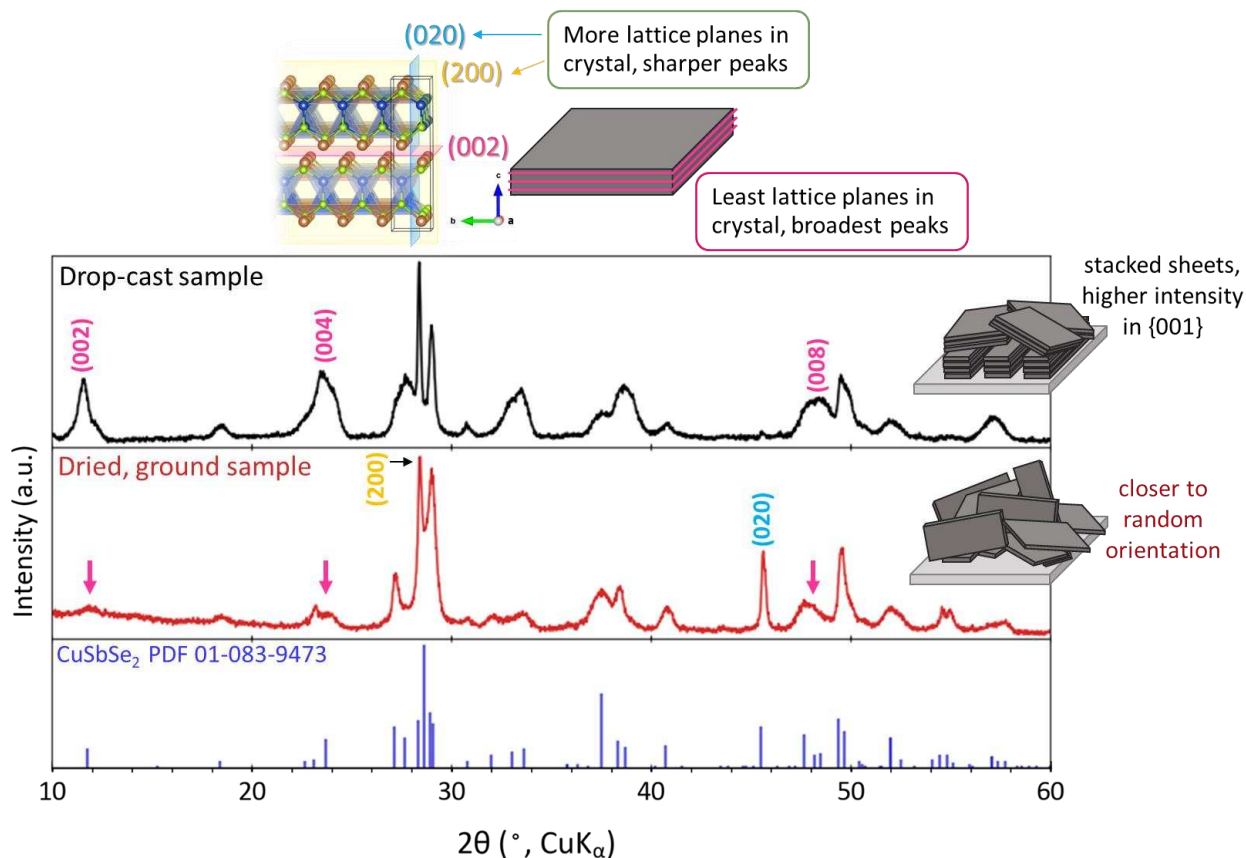 (020)
More lattice planes in
crystal, sharper peaks
(200)
(002)
c
b
a
Least lattice planes in
crystal, broadest peaks
Drop-cast sample
(002)
(004)
(008)
stacked sheets,
higher intensity
in {001}
Dried, ground sample
(200)
(020)
closer to
random
orientation
Intensity (a.u.)
CuSbSe₂ PDF 01-083-9473
10
20
30
40
50
60
2θ (°, CuKα)